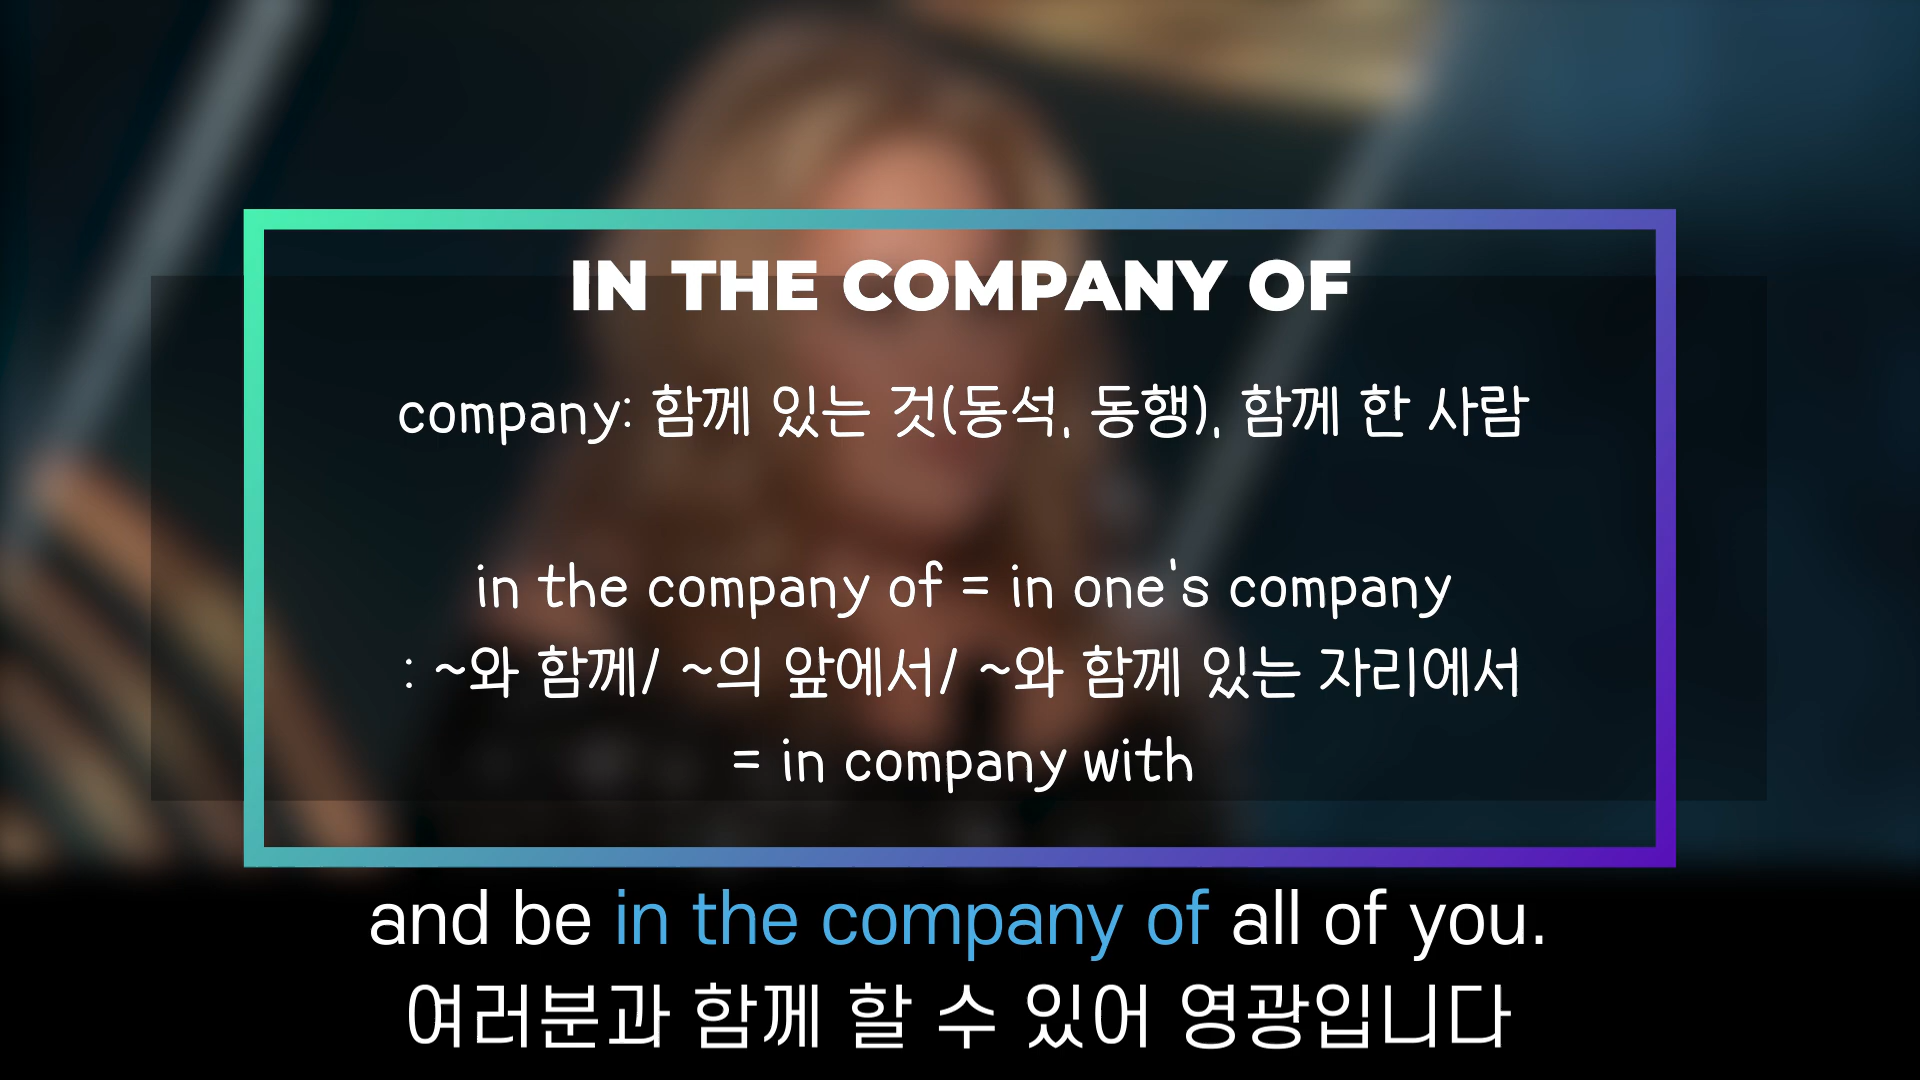 IN THE COMPANY OF
company: 함께 있는 것(동석, 동행), 함께 한 사람
in the company of = in one's company
: ~와 함께/ ~의 앞에서/ ~와 함께 있는 자리에서
= in company with
and be in the company of all of you.
여러분과 함께 할 수 있어 영광입니다